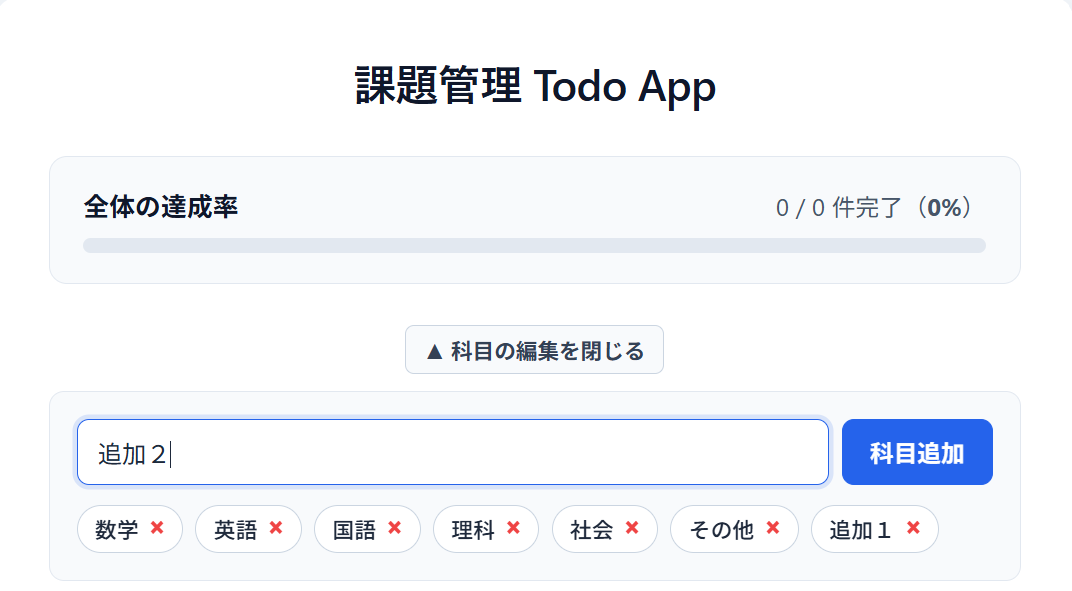 課題管理 Todo App
全体の達成率 0 / 0 件完了（0%）
▲ 科目の編集を閉じる
追加２ 科目追加
数学 × 英語 × 国語 × 理科 × 社会 × その他 × 追加１ ×